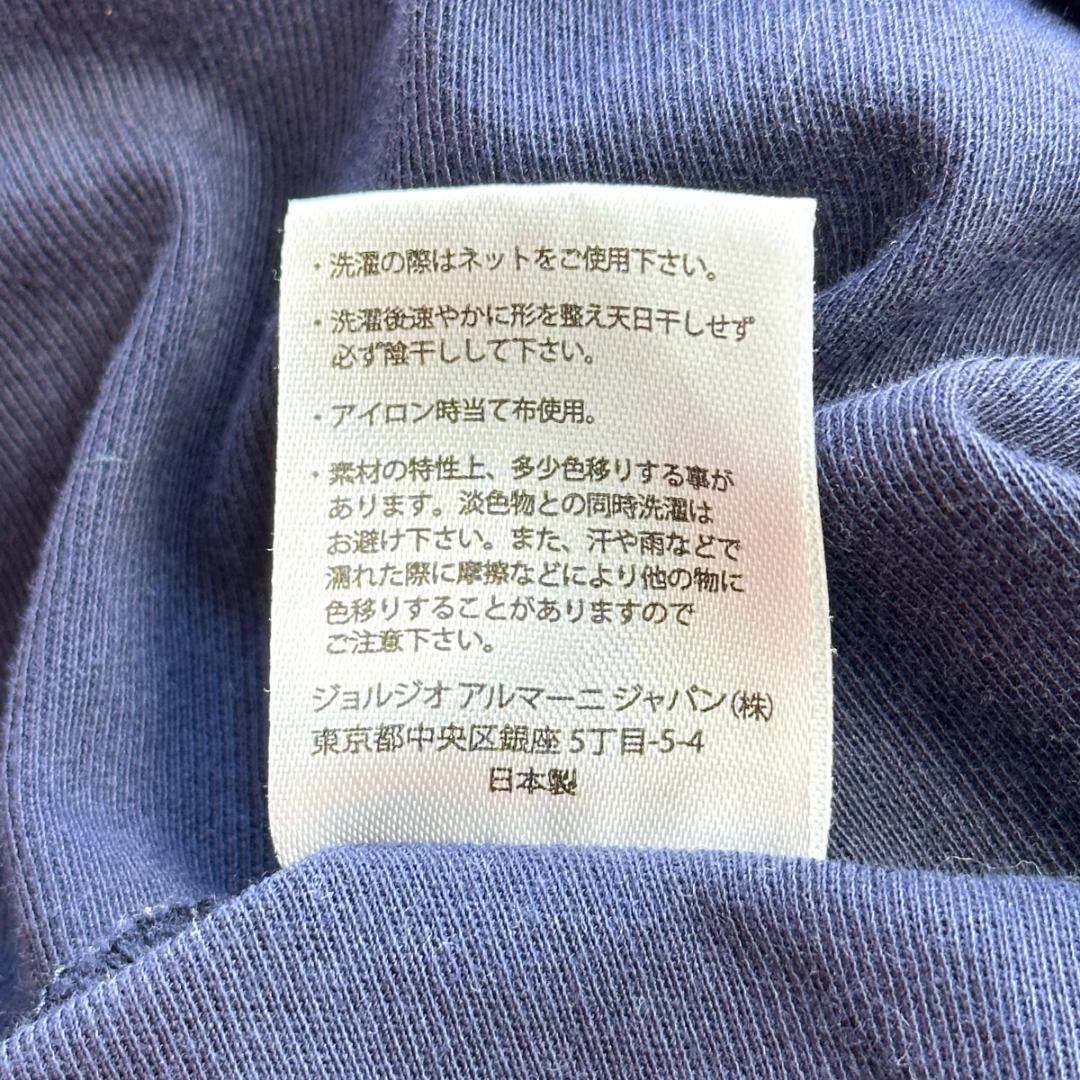 ・洗濯の際はネットをご使用下さい。
・洗濯後速やかに形を整え天日干しせず
必ず陰干しして下さい。
・アイロン時当て布使用。
・素材の特性上、多少色移りする事が
あります。淡色物との同時洗濯は
お避け下さい。また、汗や雨などで
濡れた際に摩擦などにより他の物に
色移りすることがありますので
ご注意下さい。
ジョルジオ アルマーニ ジャパン(株)
東京都中央区銀座 5丁目-5-4
日本製